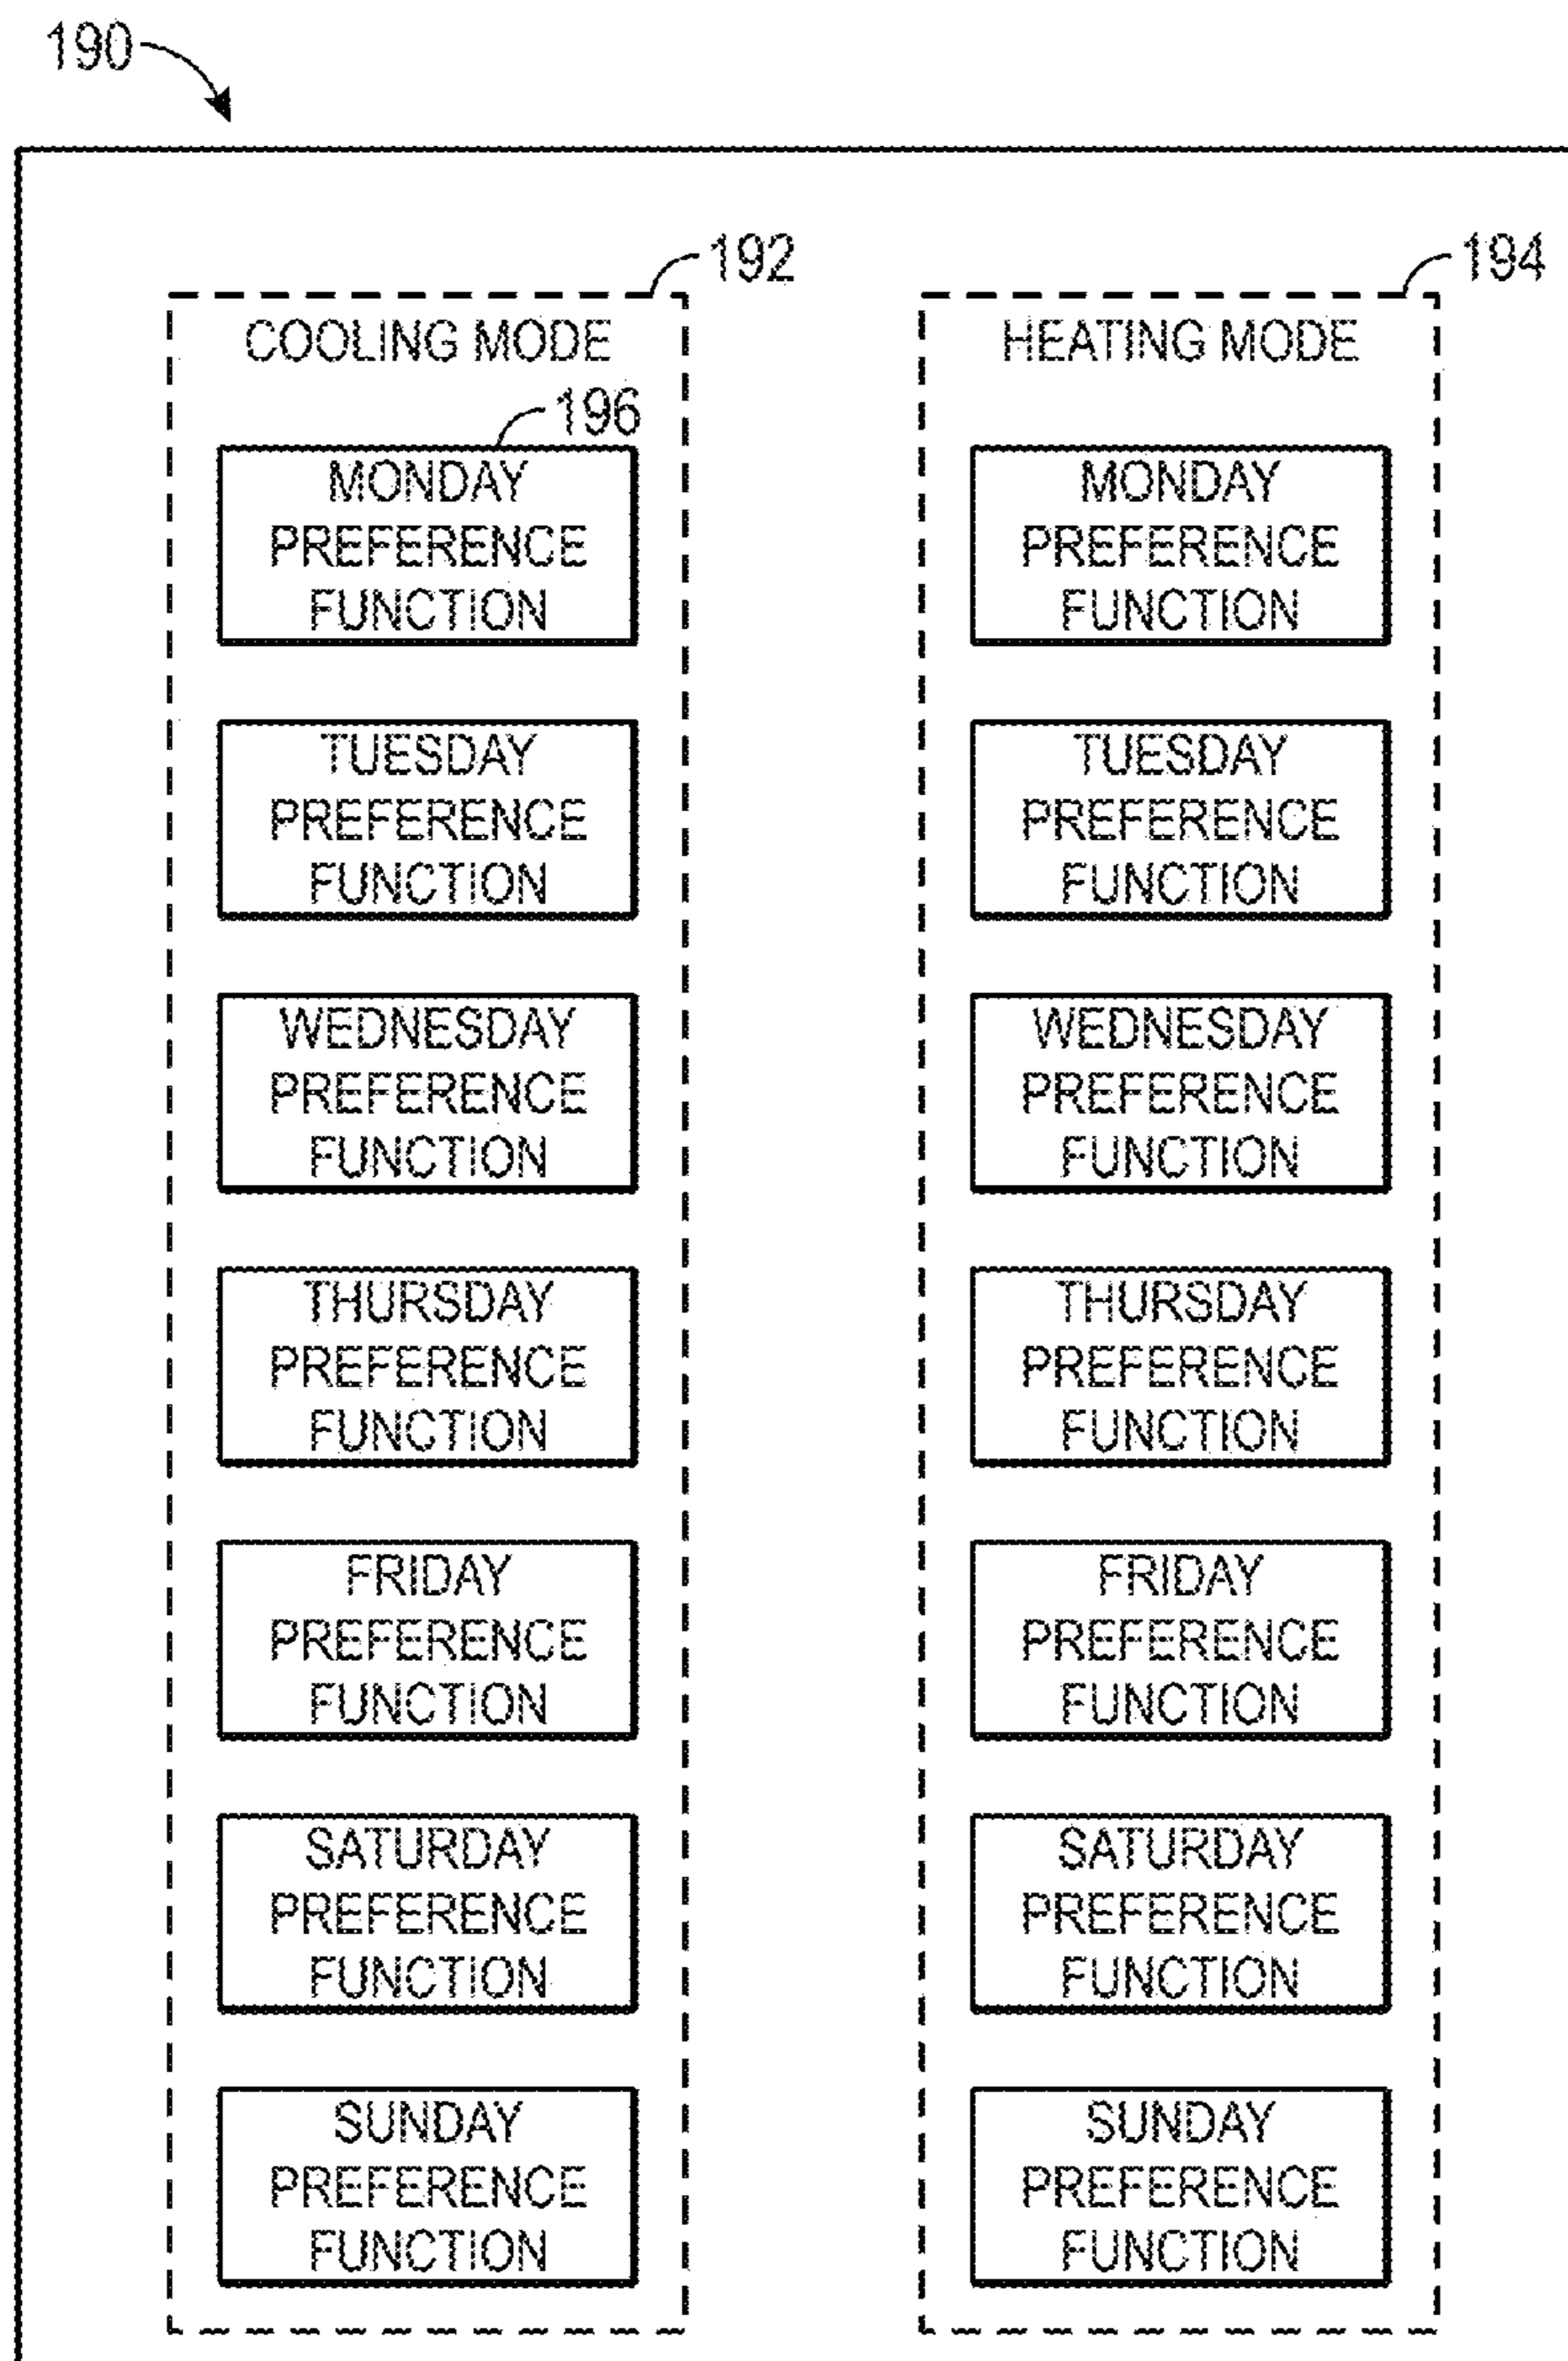 190
192
COOLING MODE
196
MONDAY
PREFERENCE
FUNCTION
TUESDAY
PREFERENCE
FUNCTION
WEDNESDAY
PREFERENCE
FUNCTION
THURSDAY
PREFERENCE
FUNCTION
FRIDAY
PREFERENCE
FUNCTION
SATURDAY
PREFERENCE
FUNCTION
SUNDAY
PREFERENCE
FUNCTION
194
HEATING MODE
MONDAY
PREFERENCE
FUNCTION
TUESDAY
PREFERENCE
FUNCTION
WEDNESDAY
PREFERENCE
FUNCTION
THURSDAY
PREFERENCE
FUNCTION
FRIDAY
PREFERENCE
FUNCTION
SATURDAY
PREFERENCE
FUNCTION
SUNDAY
PREFERENCE
FUNCTION